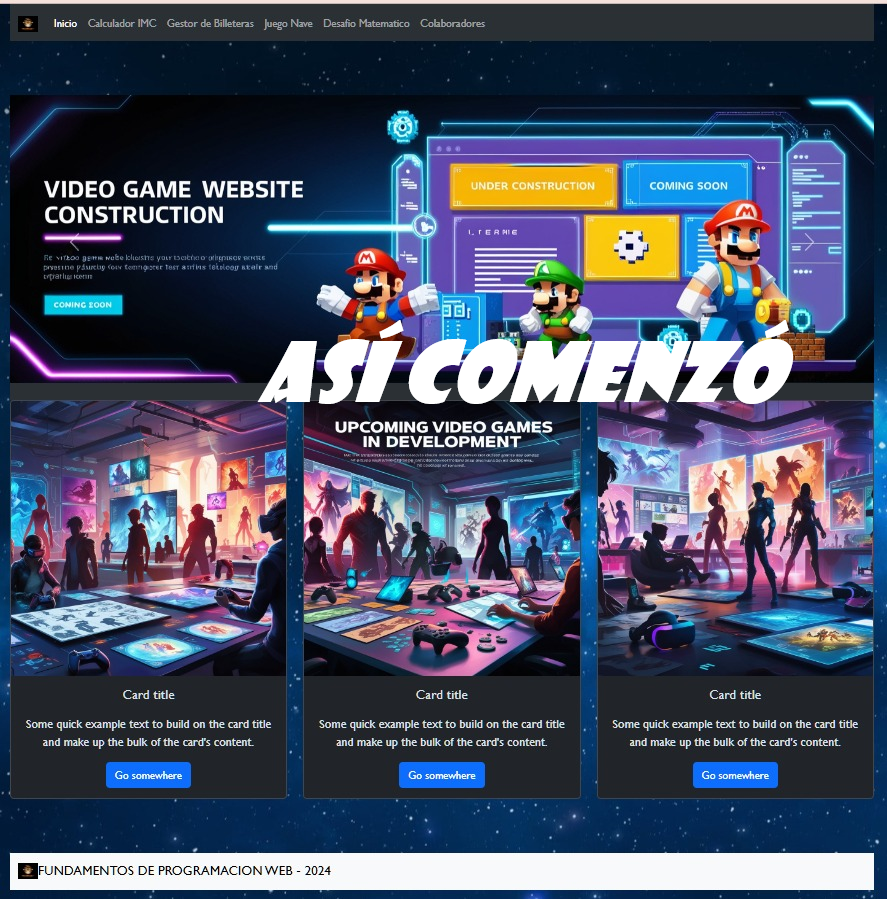 Inicio Calculador IMC Gestor de Billeteras Juego Nave Desafio Matematico Colaboradores
VIDEO GAME WEBSITE
CONSTRUCTION
COMING SOON
UNDER CONSTRUCTION
COMING SOON
ASÍ COMENZÓ
UPCOMING VIDEO GAMES
IN DEVELOPMENT
Card title
Some quick example text to build on the card title
and make up the bulk of the card's content.
Go somewhere
Card title
Some quick example text to build on the card title
and make up the bulk of the card's content.
Go somewhere
Card title
Some quick example text to build on the card title
and make up the bulk of the card's content.
Go somewhere
FUNDAMENTOS DE PROGRAMACION WEB - 2024